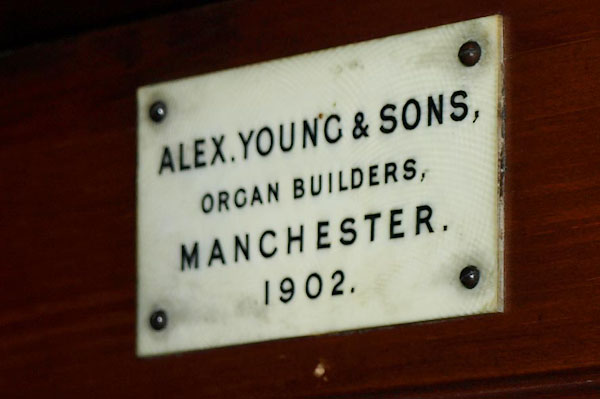 ALEX. YOUNG & SONS,
ORGAN BUILDERS,
MANCHESTER.
1902.